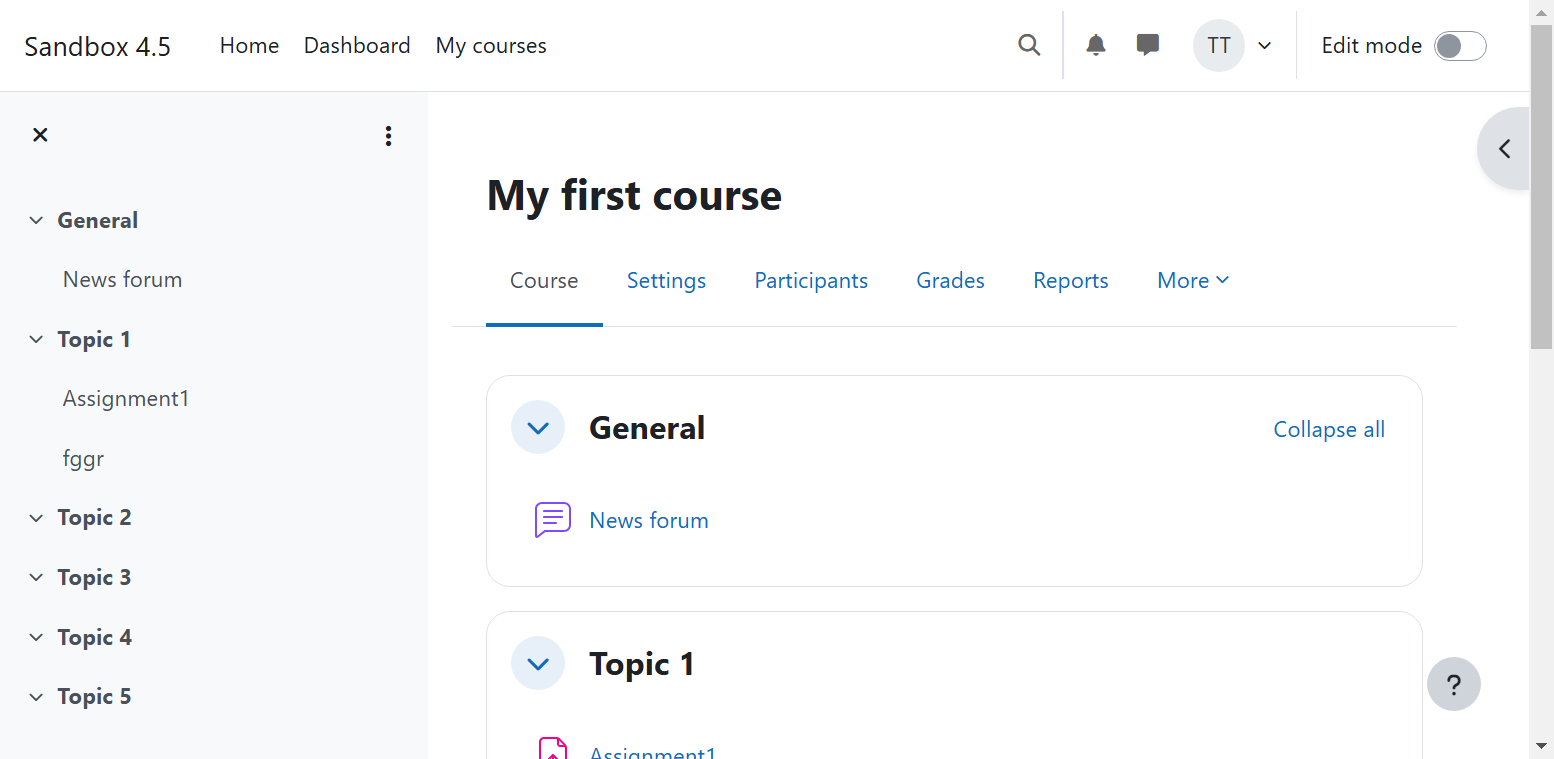 Sandbox 4.5 Home Dashboard My courses TT Edit mode
General
News forum
Topic 1
Assignment1
fggr
Topic 2
Topic 3
Topic 4
Topic 5
My first course
Course Settings Participants Grades Reports More
General Collapse all
News forum
Topic 1
Assignment1
?